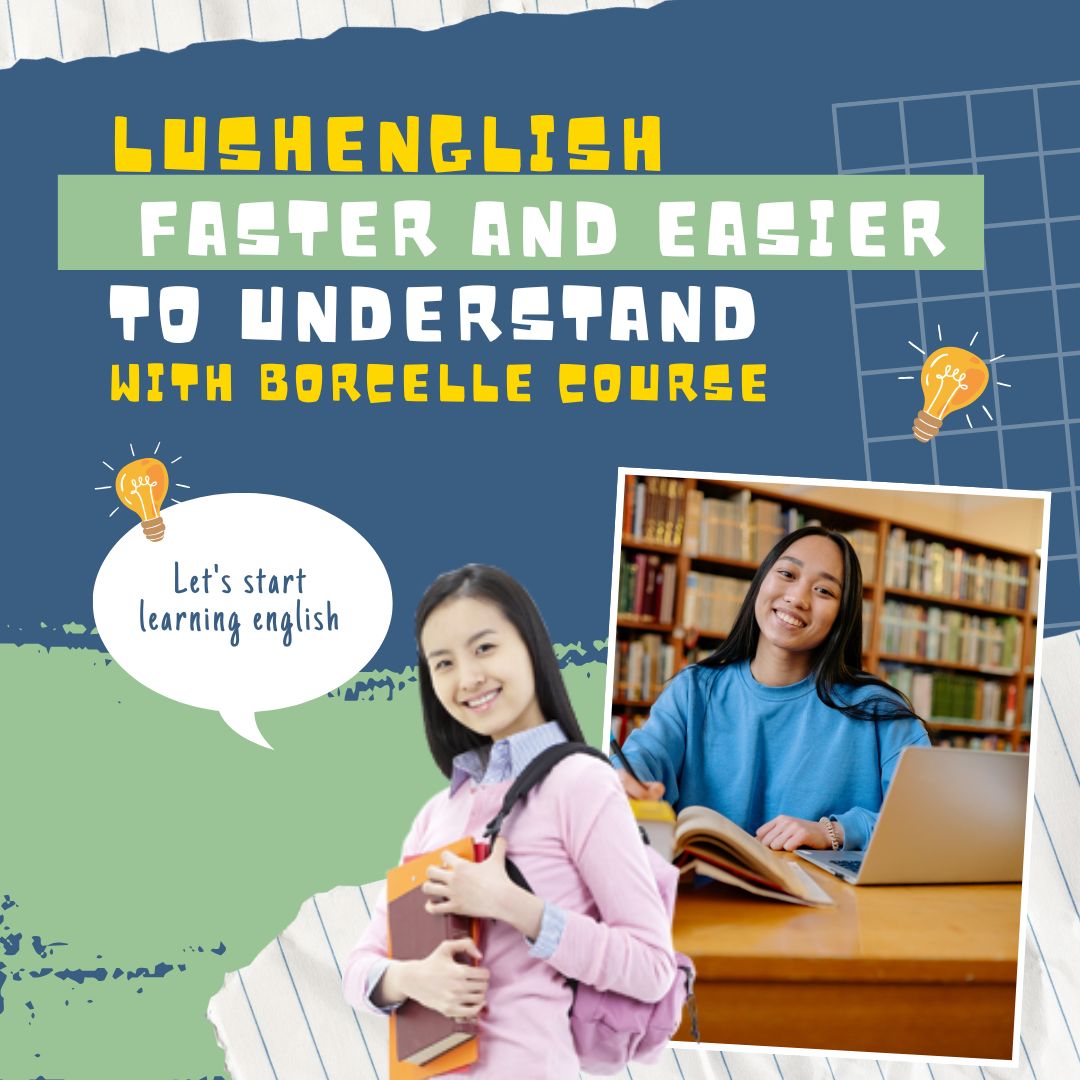 LUSHENGLISH
FASTER AND EASIER
TO UNDERSTAND
WITH BORCELLE COURSE
Let's start
learning english